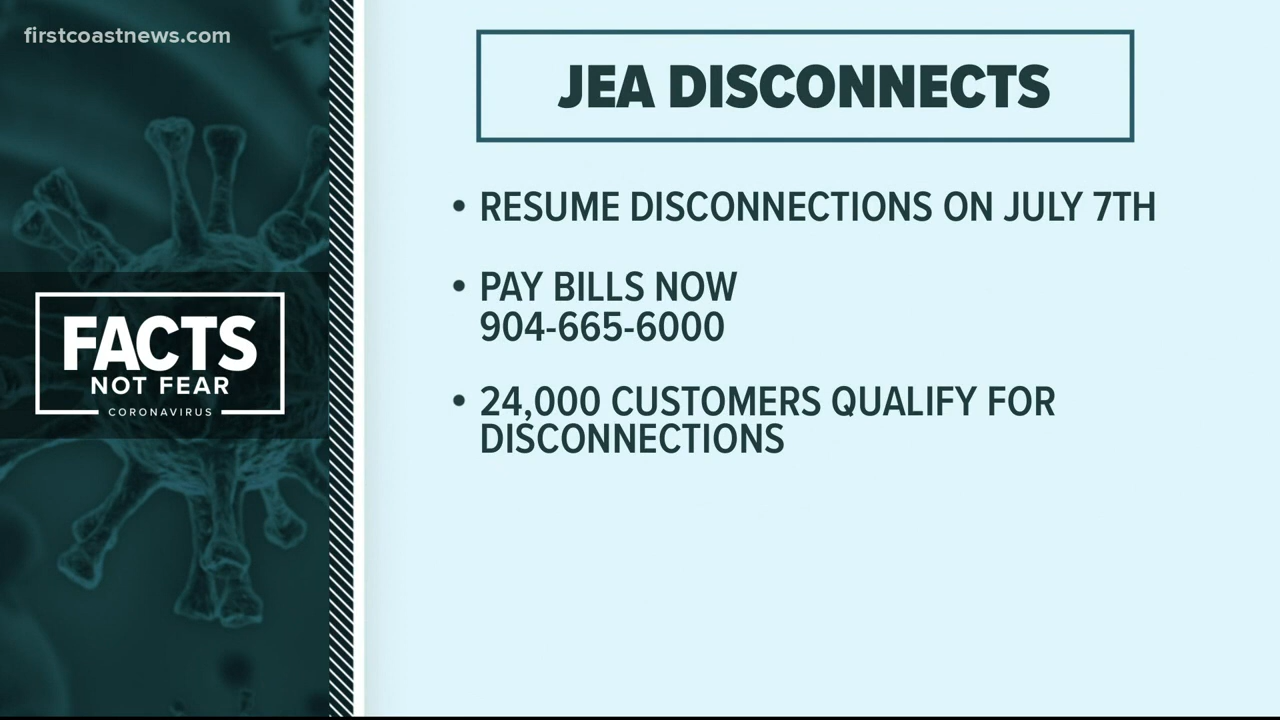 firstcoastnews.com
FACTS
NOT FEAR
CORONAVIRUS
JEA DISCONNECTS
• RESUME DISCONNECTIONS ON JULY 7TH
• PAY BILLS NOW
904-665-6000
• 24,000 CUSTOMERS QUALIFY FOR
DISCONNECTIONS